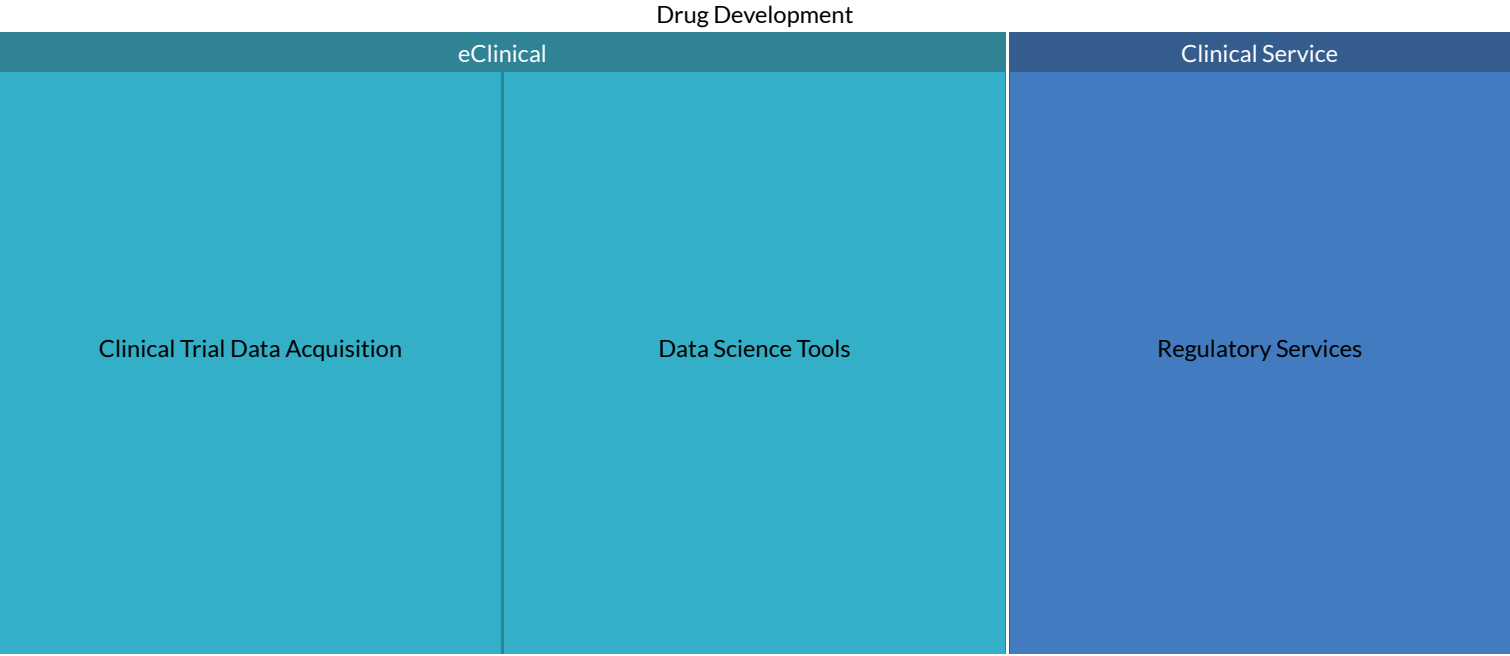 Drug Development
eClinical
Clinical Service
Clinical Trial Data Acquisition
Data Science Tools
Regulatory Services